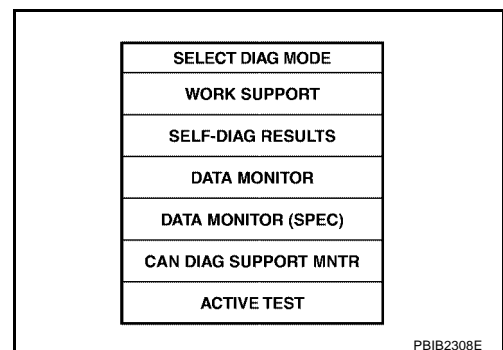 SELECT DIAG MODE
WORK SUPPORT
SELF-DIAG RESULTS
DATA MONITOR
DATA MONITOR (SPEC)
CAN DIAG SUPPORT MNTR
ACTIVE TEST
PBIB2308E